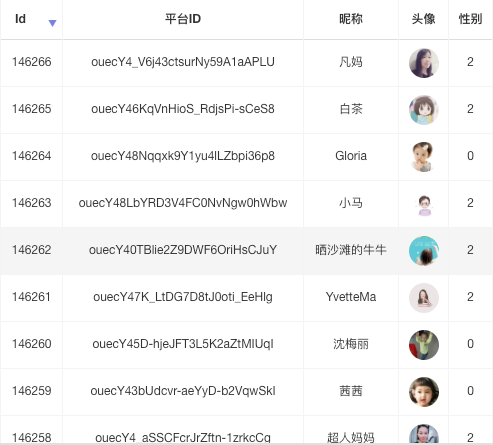 Id 平台ID 昵称 头像 性别
146266 ouecY4_V6j43ctsurNy59A1aAPLU 凡妈 2
146265 ouecY46KqVnHioS_RdjsPi-sCeS8 白茶 2
146264 ouecY48Nqqxk9Y1yu4lLZbpi36p8 Gloria 0
146263 ouecY48LbYRD3V4FC0NvNgw0hWbw 小马 2
146262 ouecY40TBlie2Z9DWF6OriHsCJuY 晒沙滩的牛牛 2
146261 ouecY47K_LtDG7D8tJ0oti_EeHlg YvetteMa 2
146260 ouecY45D-hjeJFT3L5K2aZtMIUqI 沈梅丽 0
146259 ouecY43bUdcvr-aeYyD-b2VqwSkI 茜茜 0
146258 ouecY4_aSSCFcrJrZftn-1zrkcCg 超人妈妈 2